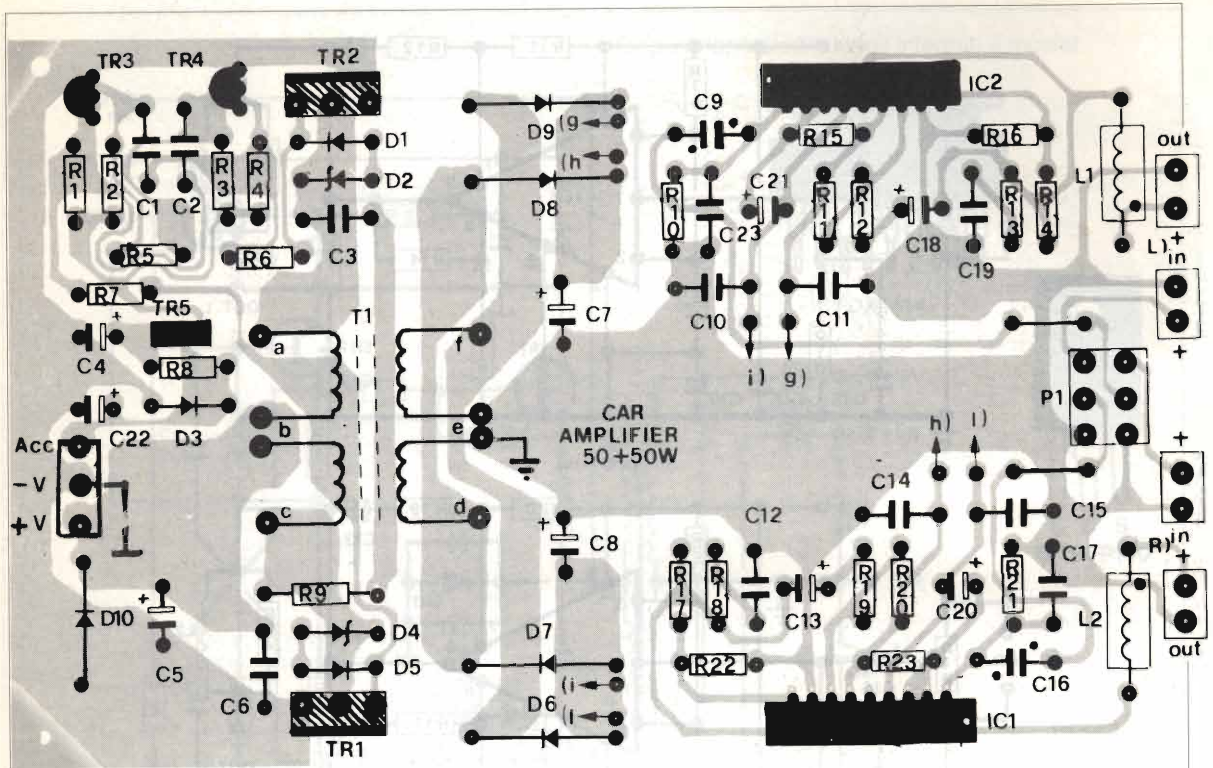 TR3
TR4
TR2
IC2
C9
D9
(g
D1
R15
R16
out
(h
L1
D2
R1
R2
R3
R4
D8
C21
+
C1
C2
R10
R11
R12
+
R13
R14
C3
C23
C18
+
R5
R6
L)
in
C19
R7
TR5
+
C7
C10
C11
+
T1
C4
a
f
R8
i)
g)
+
P1
+
CAR
AMPLIFIER
50+50W
h)
l)
C22
D3
b
e
+
Acc
C14
- V
C15
c
d
+ V
+
C8
C12
R)
in
+
C17
R17
R18
+
R19
R20
+
R21
R9
C13
C20
L2
+
D10
D4
D7
out
C5
R22
R23
D5
(i
C16
C6
D6
(l
IC1
TR1